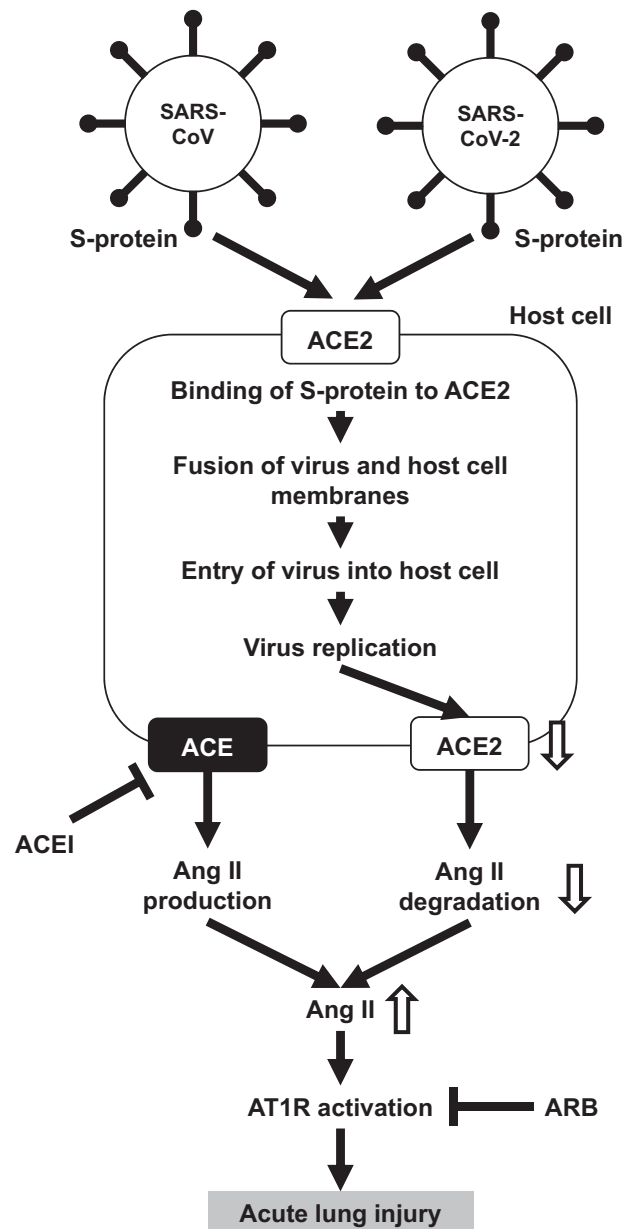 SARS-
CoV
SARS-
CoV-2
S-protein
S-protein
Host cell
ACE2
Binding of S-protein to ACE2
Fusion of virus and host cell
membranes
Entry of virus into host cell
Virus replication
ACE
ACE2
ACEI
Ang II
production
Ang II
degradation
Ang II
AT1R activation
ARB
Acute lung injury